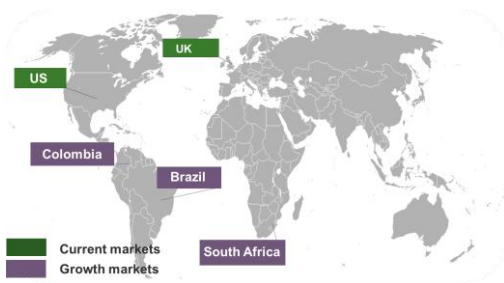 UK
US
Colombia
Brazil
South Africa
Current markets
Growth markets